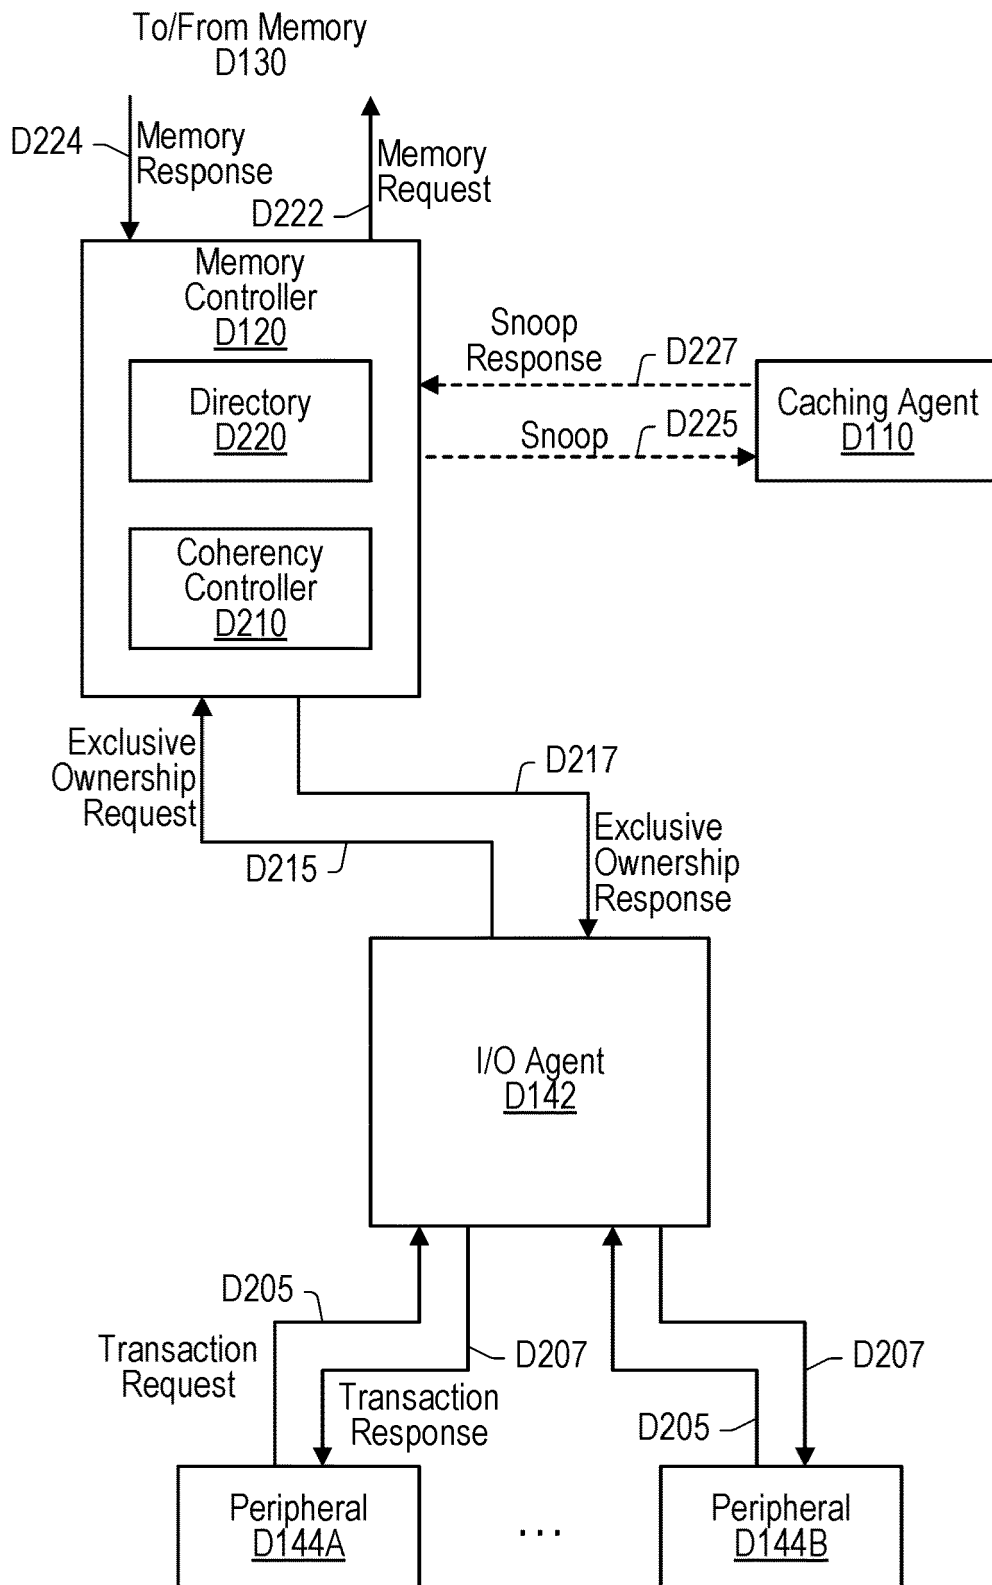 To/From Memory
D130
D224
Memory
Response
Memory
Request
D222
Memory
Controller
D120
Directory
D220
Coherency
Controller
D210
Snoop
Response
D227
Snoop
D225
Caching Agent
D110
Exclusive
Ownership
Request
D215
D217
Exclusive
Ownership
Response
I/O Agent
D142
D205
Transaction
Request
D207
Transaction
Response
D205
D207
Peripheral
D144A
...
Peripheral
D144B